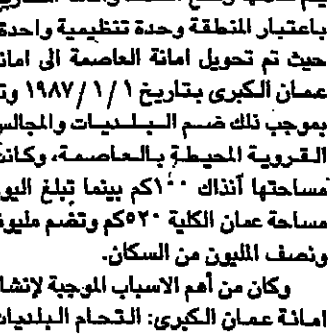 باعتبار المنطقة وحدة تنظيمية واحدة
حيث تم تحويل امانة العاصمة الى امانة
عمان الكبرى بتاريخ ١ / ١ / ١٩٨٧ وتم
بموجب ذلك ضم البلديات والمجالس
القروية المحيطة بالعاصمة، وكانت
مساحتها آنذاك ١٠٠كم بينما تبلغ اليوم
مساحة عمان الكلية ٥٢٠كم وتضم مليون
ونصف المليون من السكان.
وكان من أهم الاسباب الموجبة لإنشاء
امانة عمان الكبرى: التحام البلديات